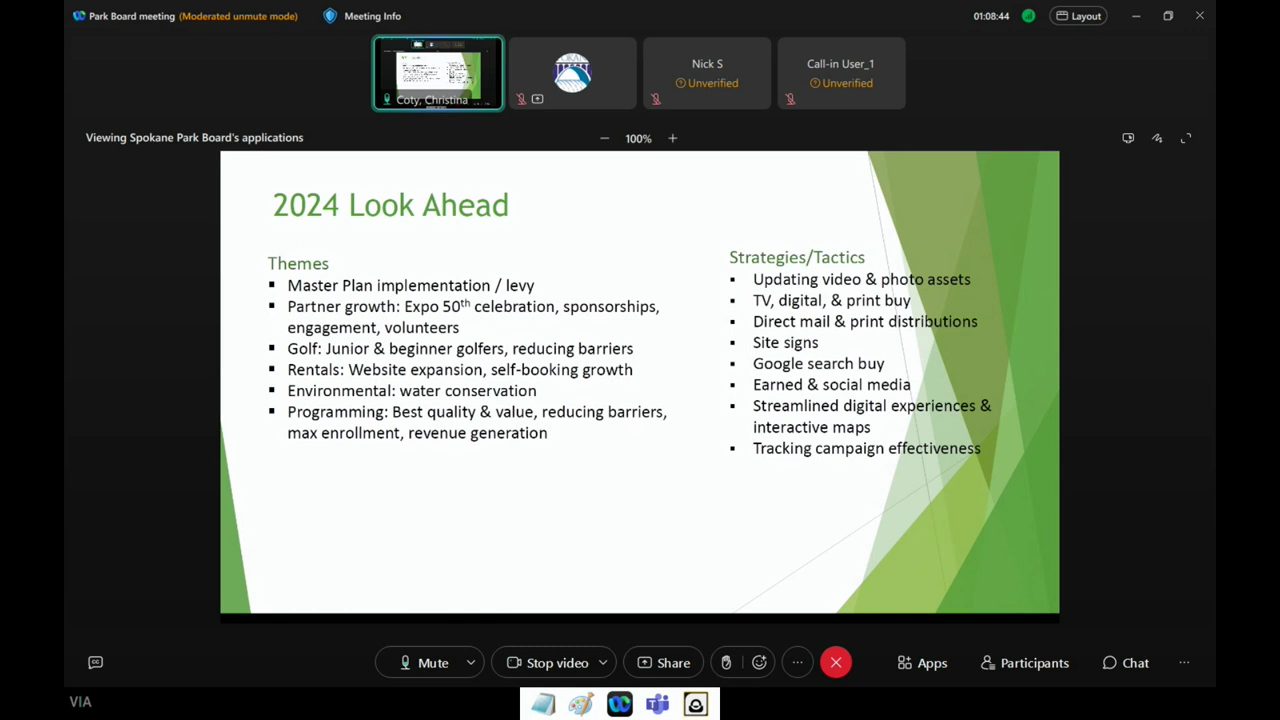 Park Board meeting (Moderated unmute mode)
Meeting Info
01:08:44
Layout
Coty, Christina
Nick S
Unverified
Call-in User_1
Unverified
Viewing Spokane Park Board's applications
100%
2024 Look Ahead
Themes
Master Plan implementation / levy
Partner growth: Expo 50th celebration, sponsorships,
engagement, volunteers
Golf: Junior & beginner golfers, reducing barriers
Rentals: Website expansion, self-booking growth
Environmental: water conservation
Programming: Best quality & value, reducing barriers,
max enrollment, revenue generation
Strategies/Tactics
Updating video & photo assets
TV, digital, & print buy
Direct mail & print distributions
Site signs
Google search buy
Earned & social media
Streamlined digital experiences &
interactive maps
Tracking campaign effectiveness
Mute
Stop video
Share
Apps
Participants
Chat
VIA